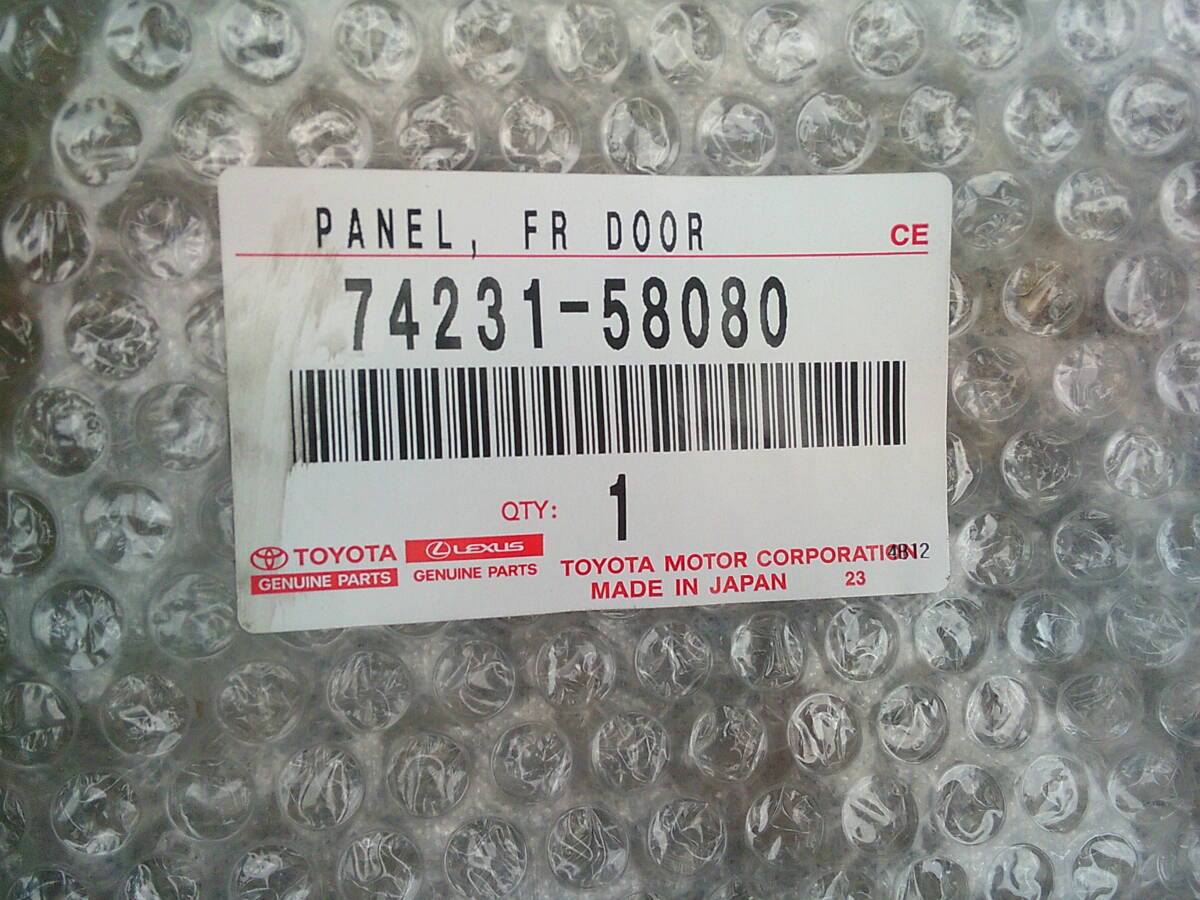 PANEL, FR DOOR CE
74231-58080
QTY: 1
TOYOTA LEXUS
GENUINE PARTS GENUINE PARTS
TOYOTA MOTOR CORPORATION 4B12
MADE IN JAPAN 23